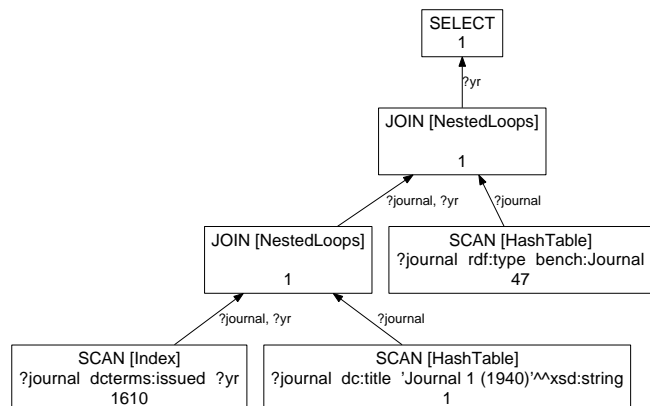 SELECT
1
?yr
JOIN [NestedLoops]
1
?journal, ?yr
?journal
JOIN [NestedLoops]
1
SCAN [HashTable]
?journal rdf:type bench:Journal
47
?journal, ?yr
?journal
SCAN [Index]
?journal dcterms:issued ?yr
1610
SCAN [HashTable]
?journal dc:title 'Journal 1 (1940)'^^xsd:string
1